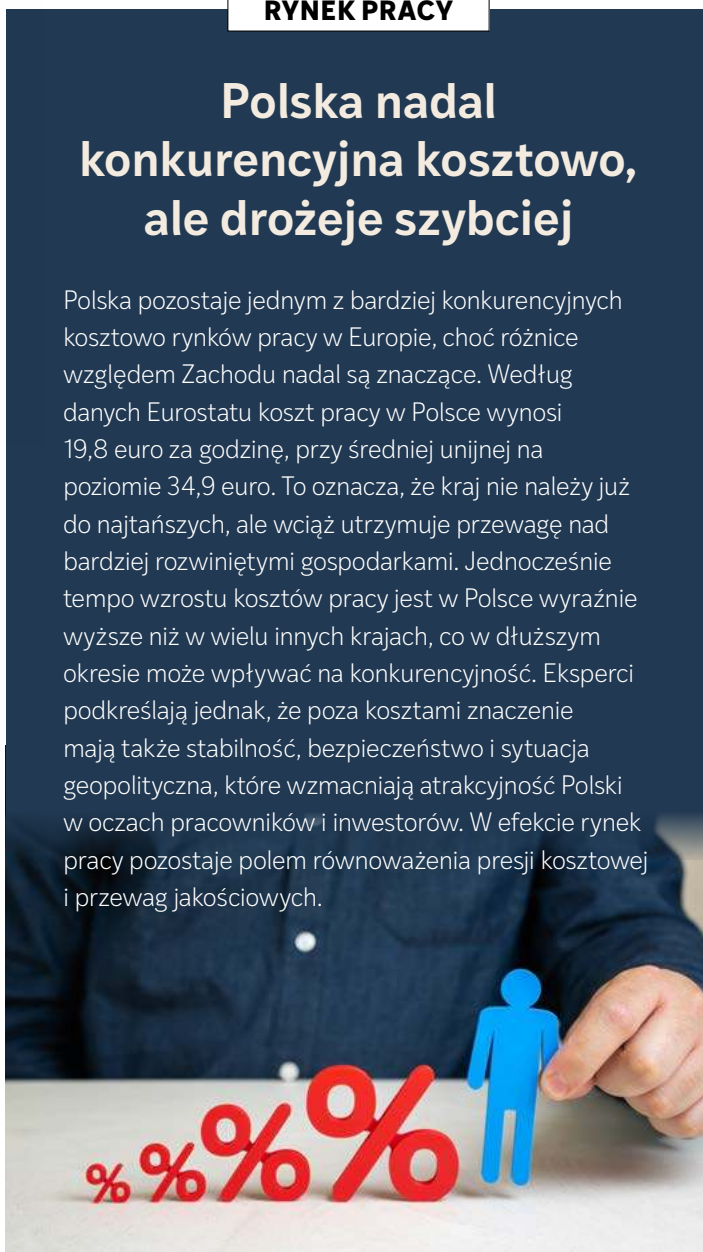 RYNEK PRACY
Polska nadal
konkurencyjna kosztowo,
ale drożeje szybciej
Polska pozostaje jednym z bardziej konkurencyjnych
kosztowo rynków pracy w Europie, choć różnice
względem Zachodu nadal są znaczące. Według
danych Eurostatu koszt pracy w Polsce wynosi
19,8 euro za godzinę, przy średniej unijnej na
poziomie 34,9 euro. To oznacza, że kraj nie należy już
do najtańszych, ale wciąż utrzymuje przewagę nad
bardziej rozwiniętymi gospodarkami. Jednocześnie
tempo wzrostu kosztów pracy jest w Polsce wyraźnie
wyższe niż w wielu innych krajach, co w dłuższym
okresie może wpływać na konkurencyjność. Eksperci
podkreślają jednak, że poza kosztami znaczenie
mają także stabilność, bezpieczeństwo i sytuacja
geopolityczna, które wzmacniają atrakcyjność Polski
w oczach pracowników i inwestorów. W efekcie rynek
pracy pozostaje polem równoważenia presji kosztowej
i przewag jakościowych.
% % % %